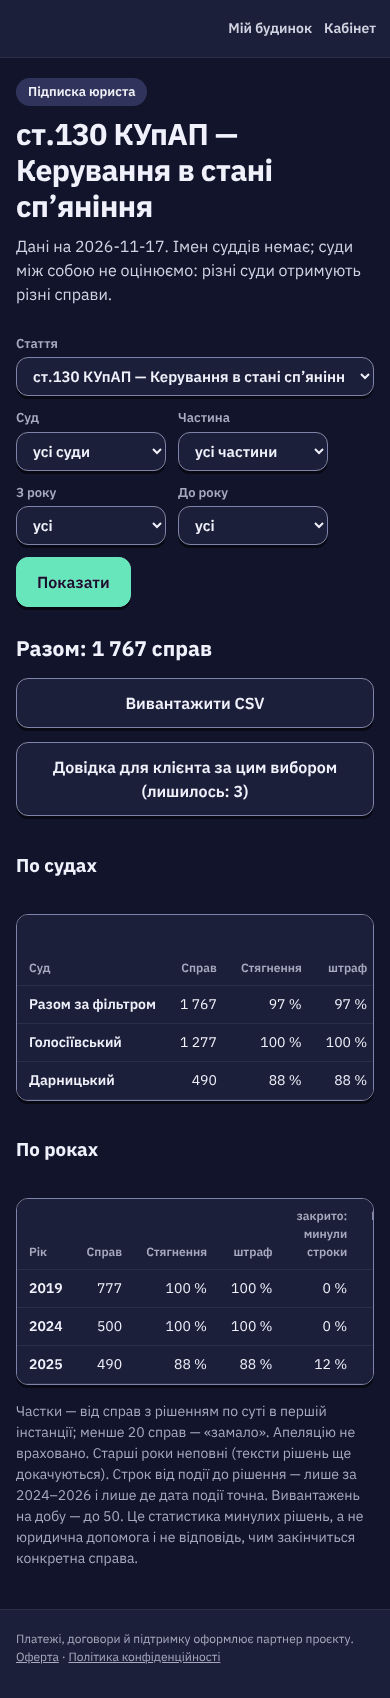 Мій будинок Кабінет
Підписка юриста
ст.130 КУпАП —
Керування в стані
сп’яніння
Дані на 2026-11-17. Імен суддів немає; суди
між собою не оцінюємо: різні суди отримують
різні справи.
Стаття
ст.130 КУпАП — Керування в стані сп’янінн
Суд Частина
усі суди усі частини
З року До року
усі усі
Показати
Разом: 1 767 справ
Вивантажити CSV
Довідка для клієнта за цим вибором
(лишилось: 3)
По судах
Суд Справ Стягнення штраф
Разом за фільтром 1 767 97 % 97 %
Голосіївський 1 277 100 % 100 %
Дарницький 490 88 % 88 %
По роках
закрито:
минули
Рік Справ Стягнення штраф строки
2019 777 100 % 100 % 0 %
2024 500 100 % 100 % 0 %
2025 490 88 % 88 % 12 %
Частки — від справ з рішенням по суті в першій
інстанції; менше 20 справ — «замало». Апеляцію не
враховано. Старші роки неповні (тексти рішень ще
докачуються). Строк від події до рішення — лише за
2024–2026 і лише де дата події точна. Вивантажень
на добу — до 50. Це статистика минулих рішень, а не
юридична допомога і не відповідь, чим закінчиться
конкретна справа.
Платежі, договори й підтримку оформлює партнер проєкту.
Оферта · Політика конфіденційності